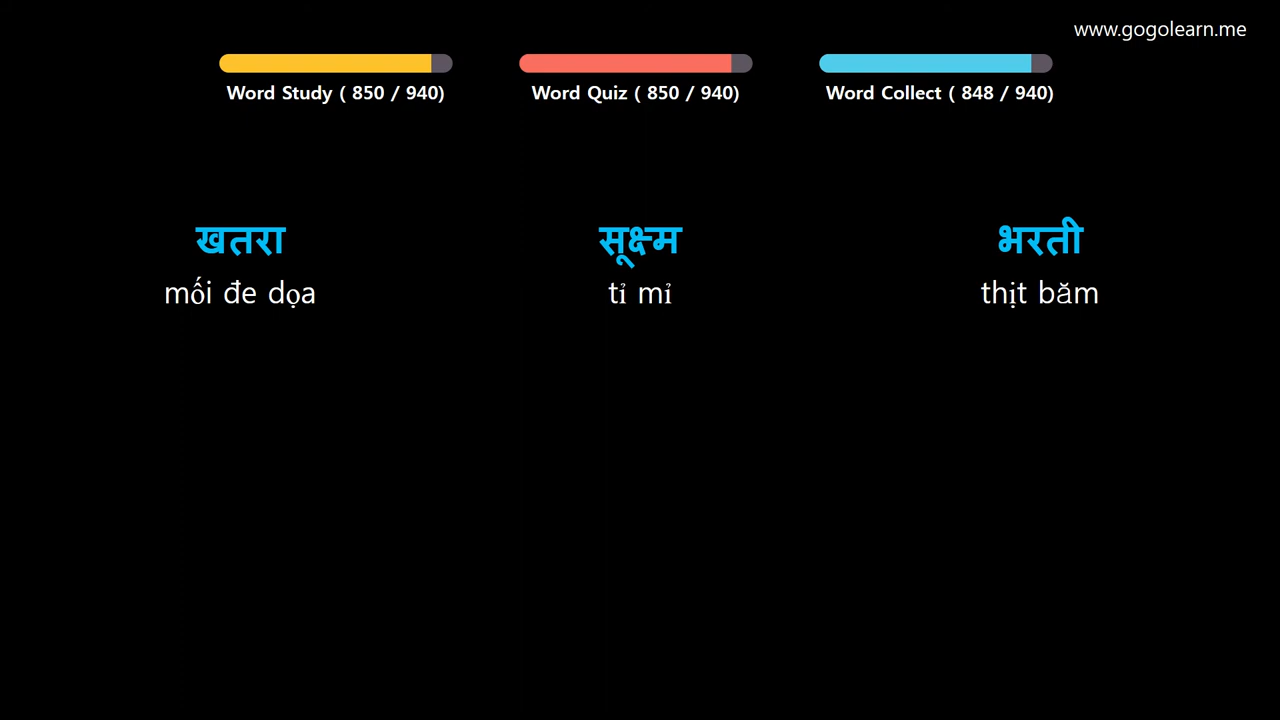 www.gogolearn.me
Word Study ( 850 / 940) Word Quiz ( 850 / 940) Word Collect ( 848 / 940)
खतरा सूक्ष्म भरती
mối đe dọa tỉ mỉ thịt băm